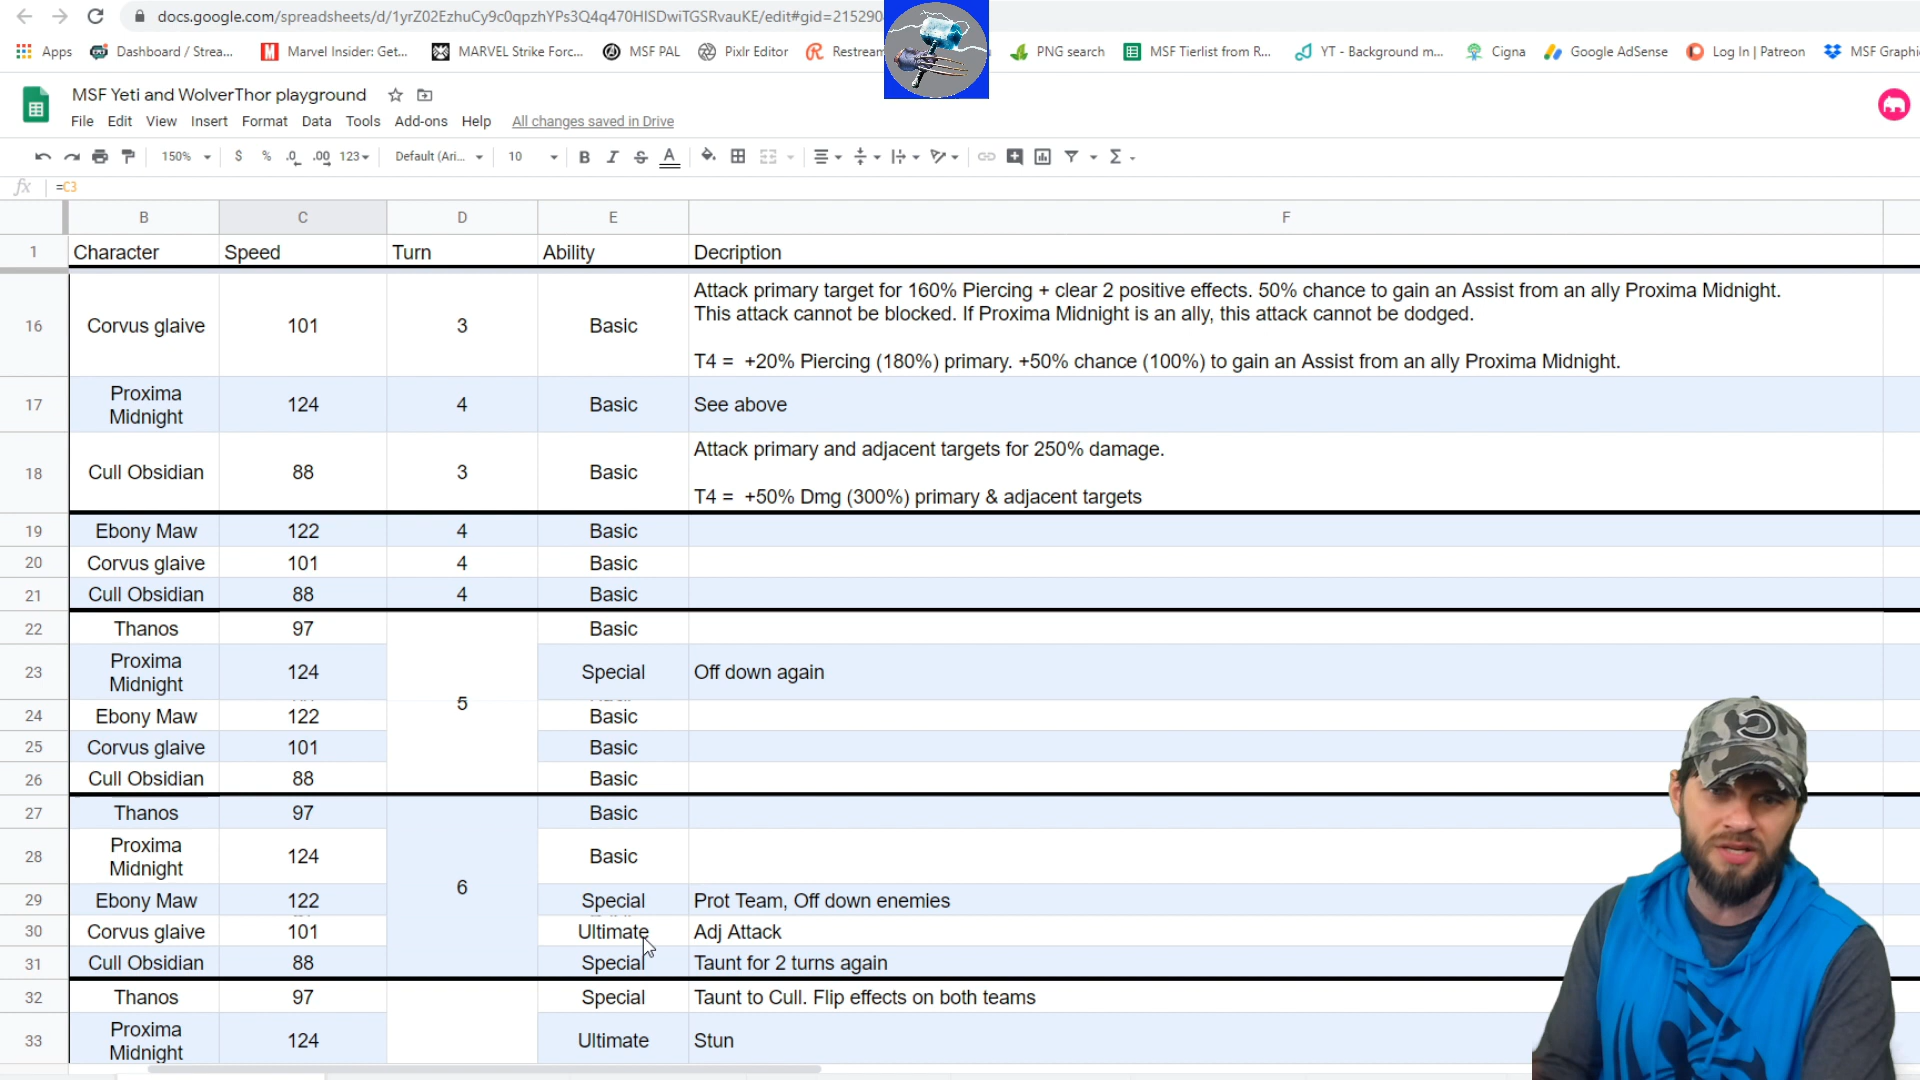 docs.google.com/spreadsheets/d/1yrZ02EzhuCy9c0qpzhYPs3Q4q470HISDwiTGSRvauKE/edit#gid=215290
Apps Dashboard / Strea... Marvel Insider: Get... MARVEL Strike Forc... MSF PAL Pixlr Editor Restream PNG search MSF Tierlist from R... YT - Background m... Cigna Google AdSense Log In | Patreon MSF Graphi
MSF Yeti and WolverThor playground
File Edit View Insert Format Data Tools Add-ons Help All changes saved in Drive
150% $ % .0 .00 123 Default (Ari... 10 B I S A
fx =C3
B C D E F
1 Character Speed Turn Ability Decription
16 Corvus glaive 101 3 Basic Attack primary target for 160% Piercing + clear 2 positive effects. 50% chance to gain an Assist from an ally Proxima Midnight.
This attack cannot be blocked. If Proxima Midnight is an ally, this attack cannot be dodged.
T4 = +20% Piercing (180%) primary. +50% chance (100%) to gain an Assist from an ally Proxima Midnight.
17 Proxima Midnight 124 4 Basic See above
18 Cull Obsidian 88 3 Basic Attack primary and adjacent targets for 250% damage.
T4 = +50% Dmg (300%) primary & adjacent targets
19 Ebony Maw 122 4 Basic
20 Corvus glaive 101 4 Basic
21 Cull Obsidian 88 4 Basic
22 Thanos 97 Basic
23 Proxima Midnight 124 Special Off down again
5
24 Ebony Maw 122 Basic
25 Corvus glaive 101 Basic
26 Cull Obsidian 88 Basic
27 Thanos 97 Basic
28 Proxima Midnight 124 Basic
6
29 Ebony Maw 122 Special Prot Team, Off down enemies
30 Corvus glaive 101 Ultimate Adj Attack
31 Cull Obsidian 88 Special Taunt for 2 turns again
32 Thanos 97 Special Taunt to Cull. Flip effects on both teams
33 Proxima Midnight 124 Ultimate Stun